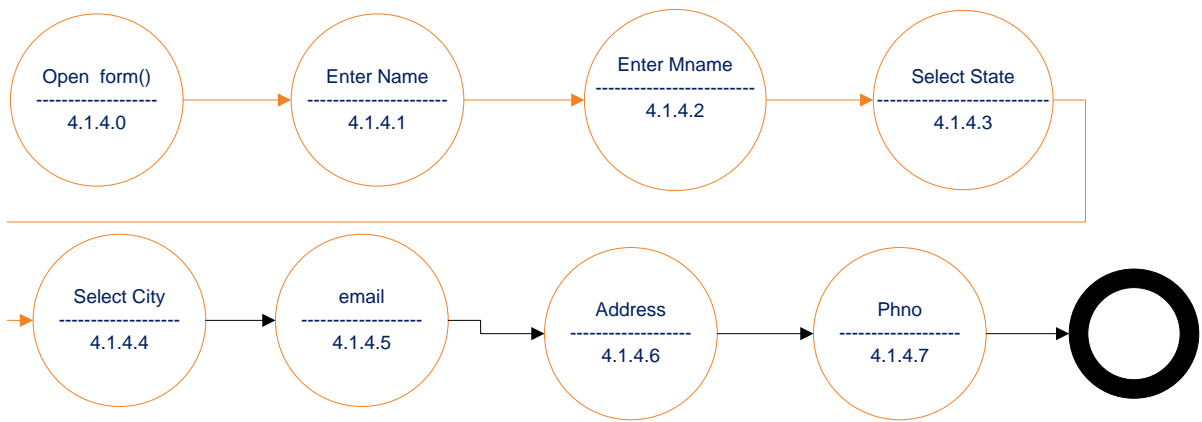 Open form()
4.1.4.0
Enter Name
4.1.4.1
Enter Mname
4.1.4.2
Select State
4.1.4.3
Select City
4.1.4.4
email
4.1.4.5
Address
4.1.4.6
Phno
4.1.4.7